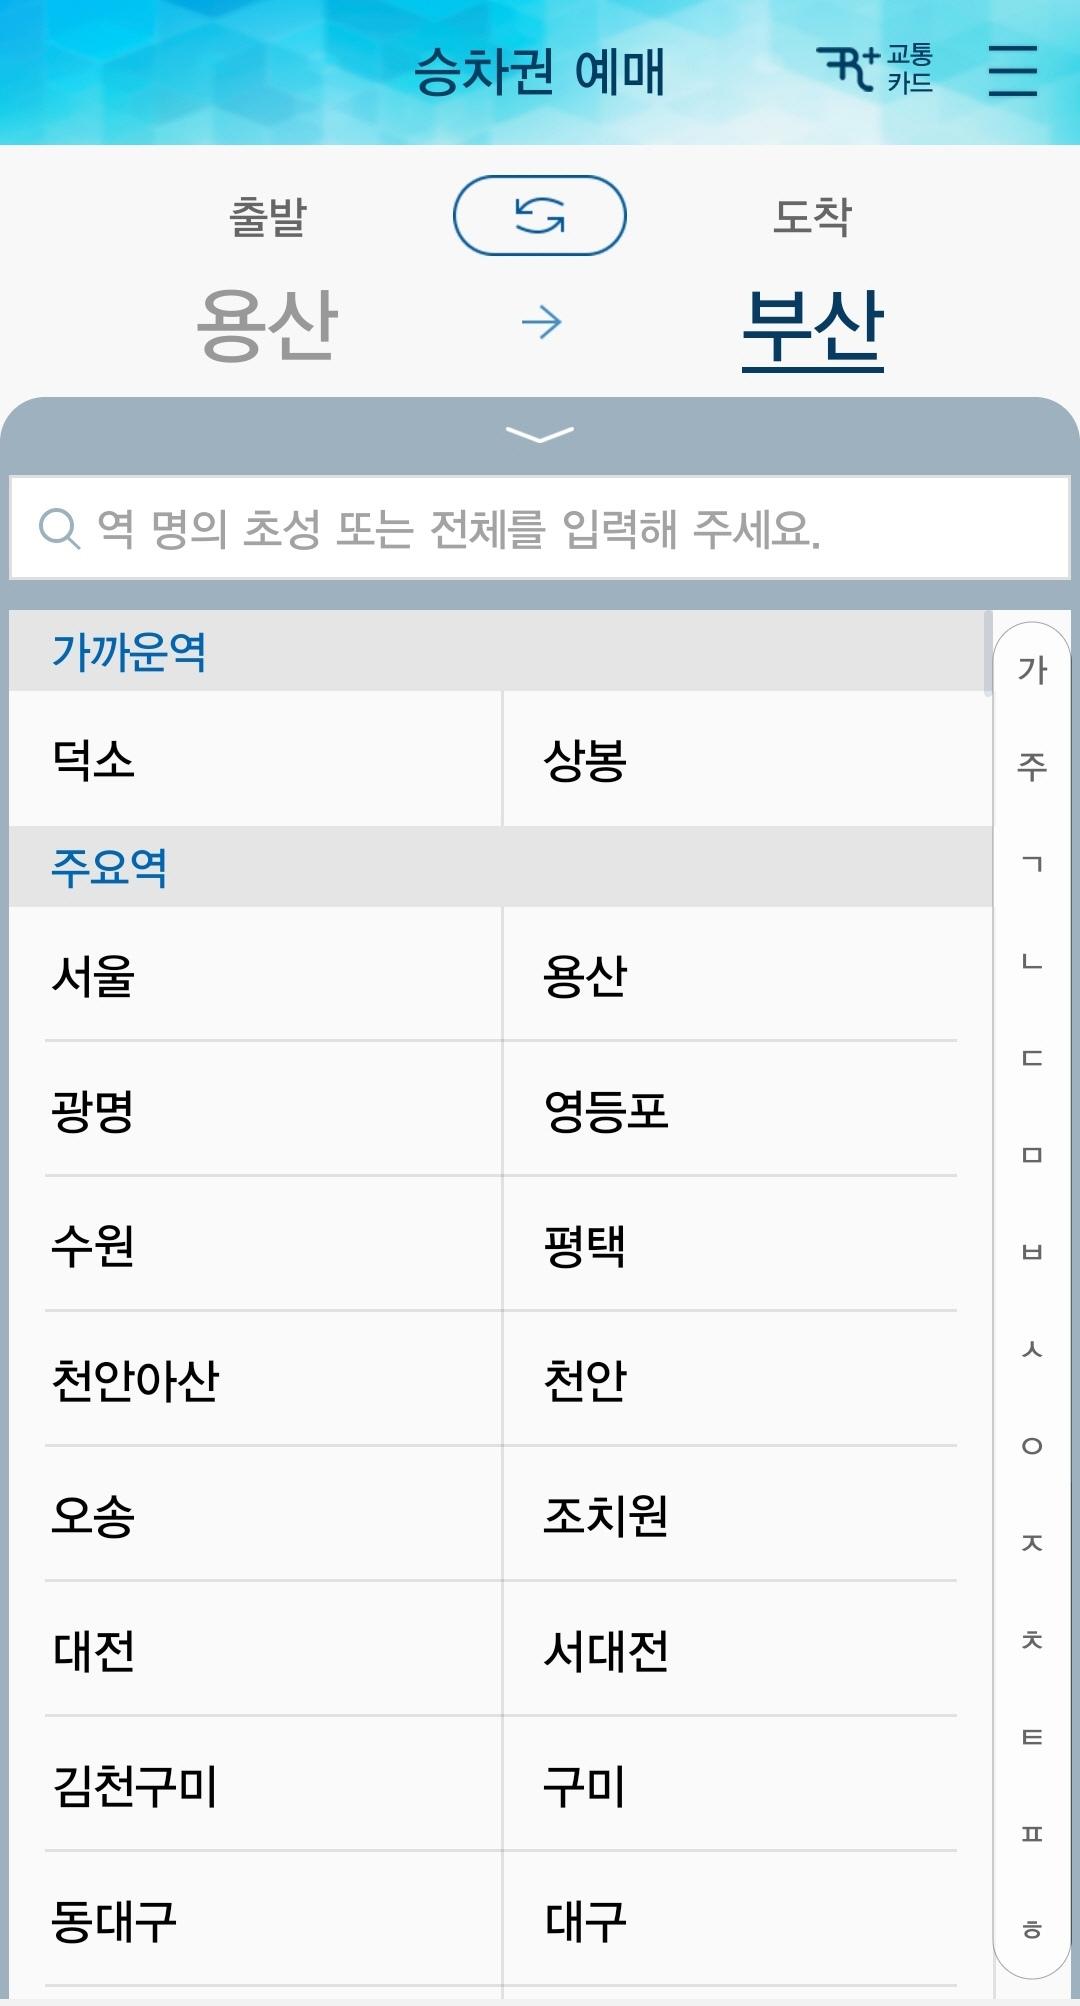 승차권 예매
R+ 교통
카드
출발
도착
용산
부산
역 명의 초성 또는 전체를 입력해 주세요.
가까운역
덕소 상봉
주요역
서울 용산
광명 영등포
수원 평택
천안아산 천안
오송 조치원
대전 서대전
김천구미 구미
동대구 대구
가
주
ㄱ
ㄴ
ㄷ
ㅁ
ㅂ
ㅅ
ㅇ
ㅈ
ㅊ
ㅌ
ㅍ
ㅎ